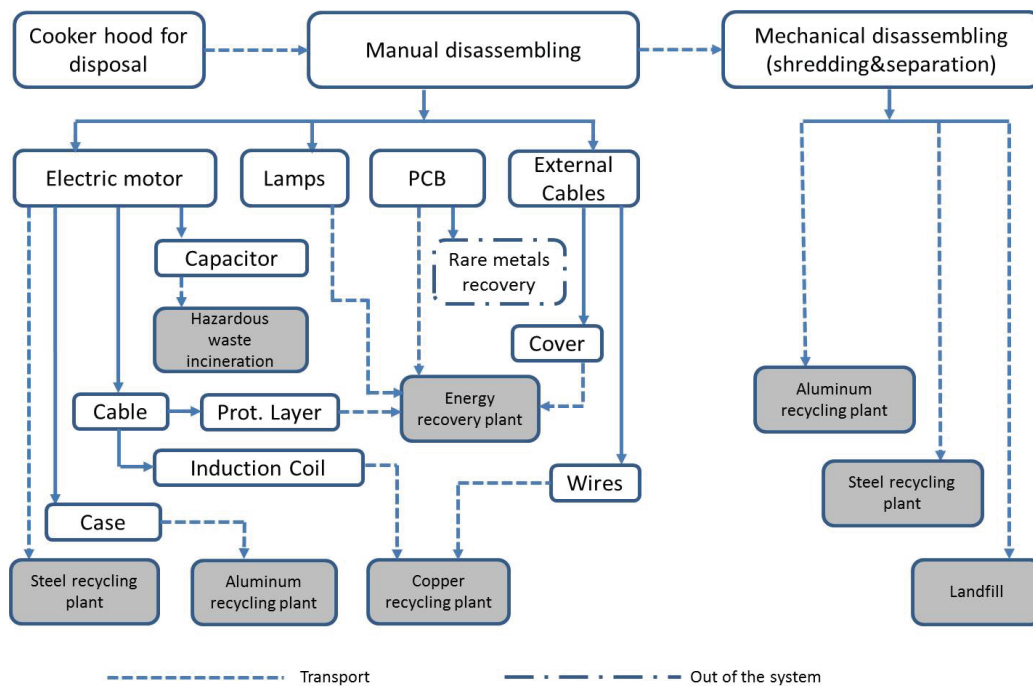 Cooker hood for
disposal
Manual disassembling
Mechanical disassembling
(shredding&separation)
Electric motor
Lamps
PCB
External
Cables
Capacitor
Rare metals
recovery
Hazardous
waste
incineration
Cover
Cable
Prot. Layer
Energy
recovery plant
Aluminum
recycling plant
Induction Coil
Wires
Steel recycling
plant
Case
Steel recycling
plant
Aluminum
recycling plant
Copper
recycling plant
Landfill
Transport
Out of the system